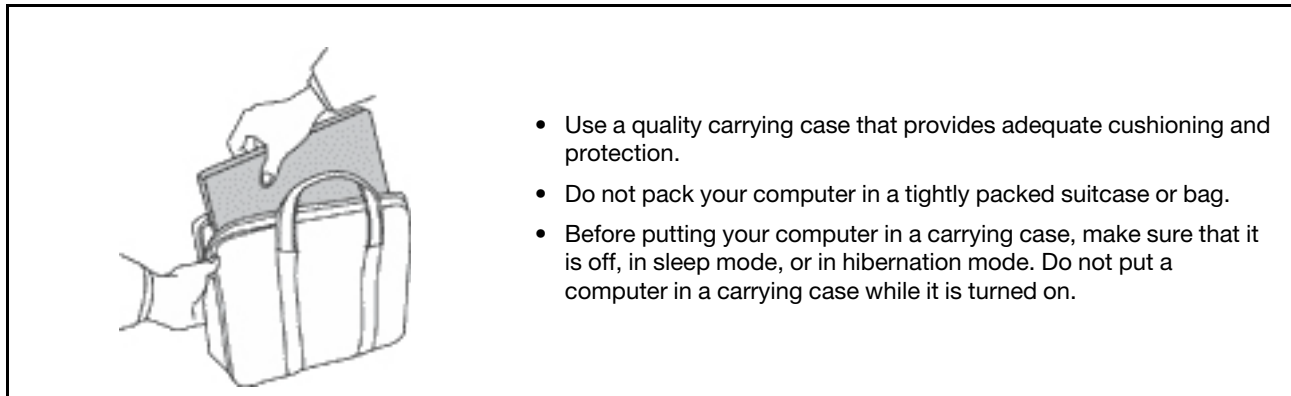 • Use a quality carrying case that provides adequate cushioning and
protection.
• Do not pack your computer in a tightly packed suitcase or bag.
• Before putting your computer in a carrying case, make sure that it
is off, in sleep mode, or in hibernation mode. Do not put a
computer in a carrying case while it is turned on.